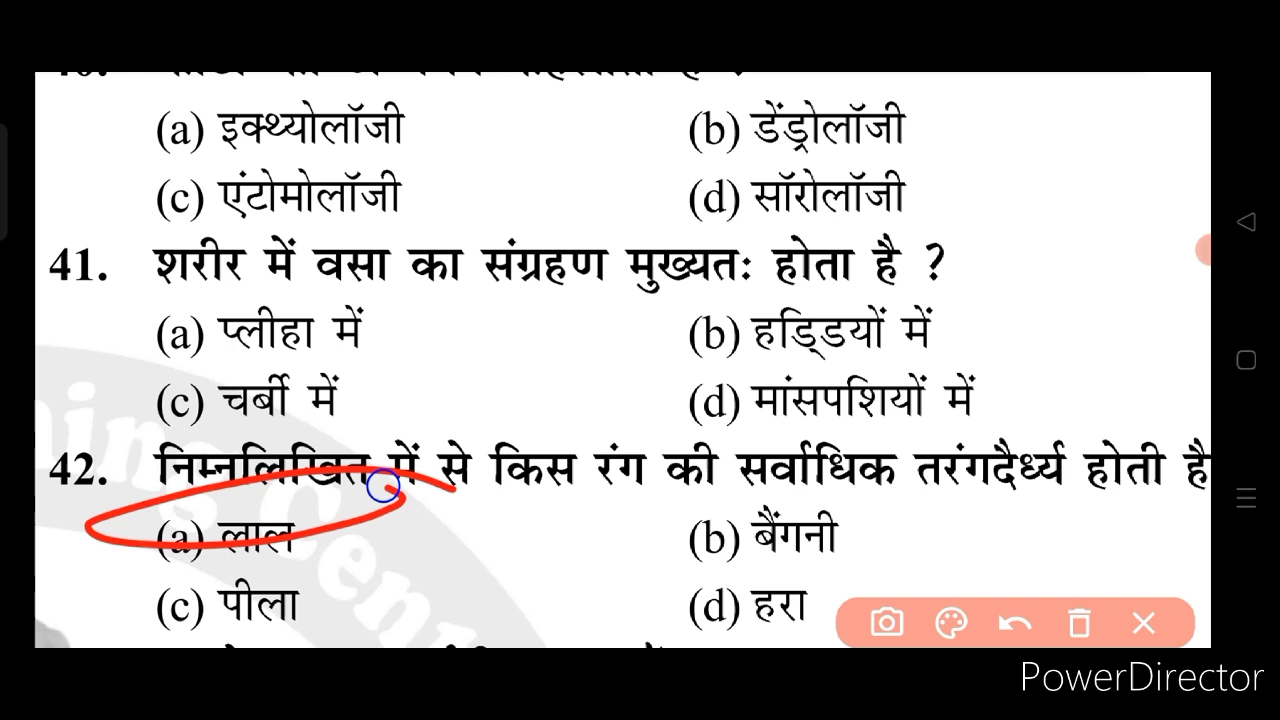 (a) इक्थ्योलॉजी (b) डेंड्रोलॉजी
(c) एंटोमोलॉजी (d) सॉरोलॉजी
41. शरीर में वसा का संग्रहण मुख्यतः होता है ?
(a) प्लीहा में (b) हड्डियों में
(c) चर्बी में (d) मांसपशियों में
42. निम्नलिखित में से किस रंग की सर्वाधिक तरंगदैर्ध्य होती है
(a) लाल (b) बैंगनी
(c) पीला (d) हरा
PowerDirector